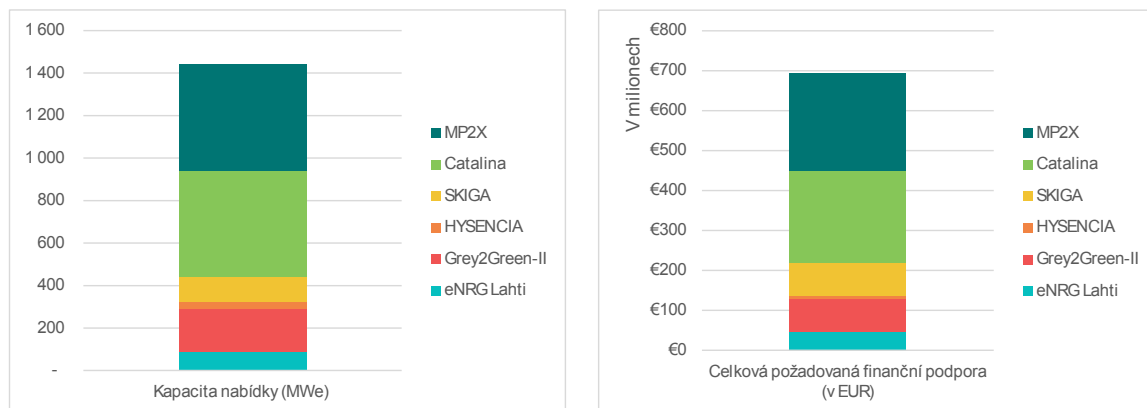 1 600
1 400
1 200
1 000
800
600
400
200
-
Kapacita nabídky (MWe)
MP2X
Catalina
SKIGA
HYSENCIA
Grey2Green-II
eNRG Lahti
V milionech
€800
€700
€600
€500
€400
€300
€200
€100
€0
Celková požadovaná finanční podpora
(v EUR)
MP2X
Catalina
SKIGA
HYSENCIA
Grey2Green-II
eNRG Lahti